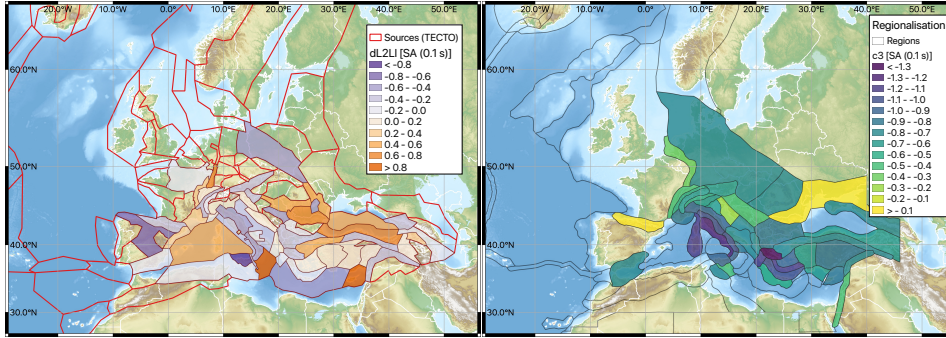 20.0°W 10.0°W 0.0° 10.0°E 20.0°E 30.0°E 40.0°E 50.0°E
60.0°N
50.0°N
40.0°N
30.0°N
Sources (TECTO)
dL2LI [SA (0.1 s)]
< -0.8
-0.8 - -0.6
-0.6 - -0.4
-0.4 - -0.2
-0.2 - 0.0
0.0 - 0.2
0.2 - 0.4
0.4 - 0.6
0.6 - 0.8
> 0.8
20.0°W 10.0°W 0.0° 10.0°E 20.0°E 30.0°E 40.0°E 50.0°E
60.0°N
50.0°N
40.0°N
30.0°N
Regionalisation
Regions
c3 [SA (0.1 s)]
< -1.3
-1.3 - -1.2
-1.2 - -1.1
-1.1 - -1.0
-1.0 - -0.9
-0.9 - -0.8
-0.8 - -0.7
-0.7 - -0.6
-0.6 - -0.5
-0.5 - -0.4
-0.4 - -0.3
-0.3 - -0.2
-0.2 - -0.1
> - 0.1